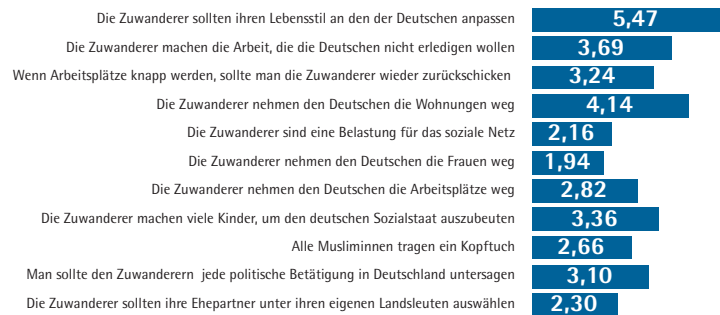 Die Zuwanderer sollten ihren Lebensstil an den der Deutschen anpassen 5,47
Die Zuwanderer machen die Arbeit, die die Deutschen nicht erledigen wollen 3,69
Wenn Arbeitsplätze knapp werden, sollte man die Zuwanderer wieder zurückschicken 3,24
Die Zuwanderer nehmen den Deutschen die Wohnungen weg 4,14
Die Zuwanderer sind eine Belastung für das soziale Netz 2,16
Die Zuwanderer nehmen den Deutschen die Frauen weg 1,94
Die Zuwanderer nehmen den Deutschen die Arbeitsplätze weg 2,82
Die Zuwanderer machen viele Kinder, um den deutschen Sozialstaat auszubeuten 3,36
Alle Musliminnen tragen ein Kopftuch 2,66
Man sollte den Zuwanderern jede politische Betätigung in Deutschland untersagen 3,10
Die Zuwanderer sollten ihre Ehepartner unter ihren eigenen Landsleuten auswählen 2,30